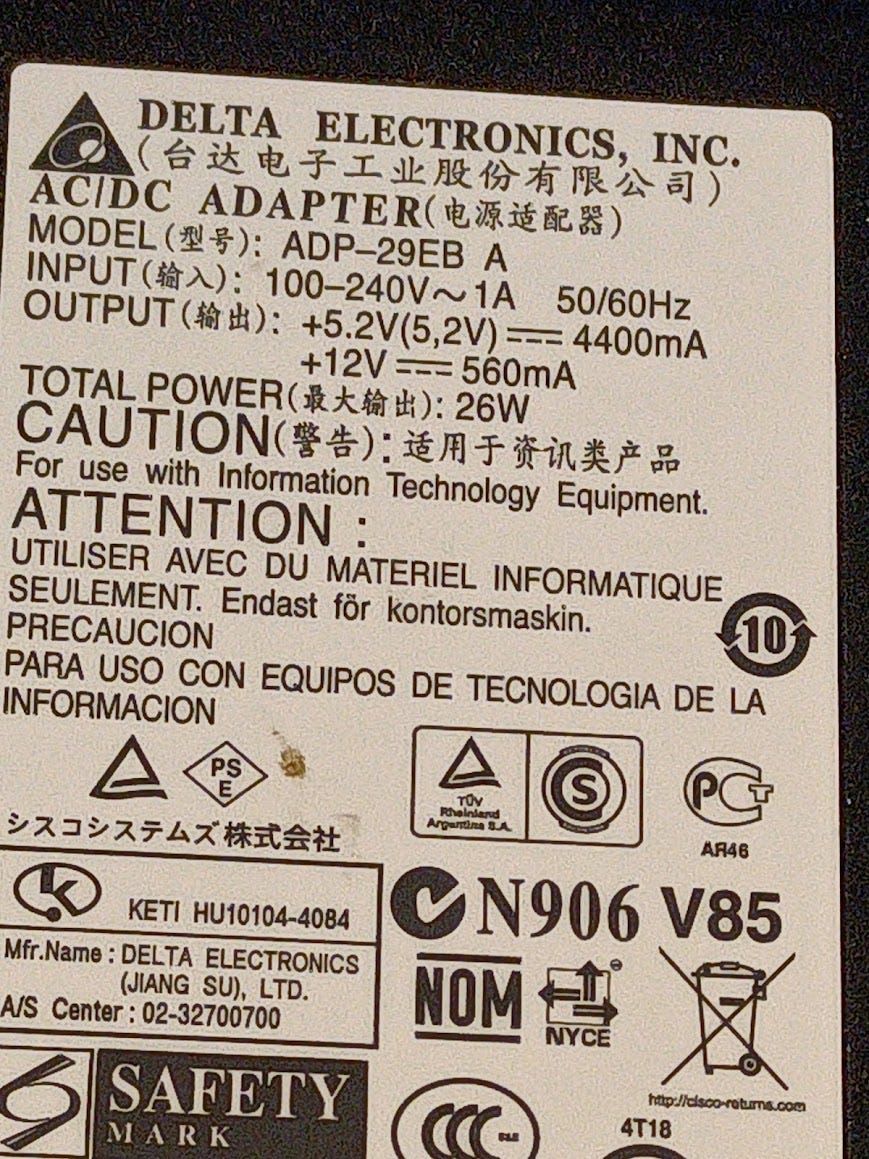 DELTA ELECTRONICS, INC.
(台达电子工业股份有限公司)
AC/DC ADAPTER(电源适配器)
MODEL(型号): ADP-29EB A
INPUT(输入): 100-240V～1A 50/60Hz
OUTPUT(输出): +5.2V(5,2V)⎓4400mA
+12V⎓560mA
TOTAL POWER(最大输出): 26W
CAUTION(警告): 适用于资讯类产品
For use with Information Technology Equipment.
ATTENTION :
UTILISER AVEC DU MATERIEL INFORMATIQUE
SEULEMENT. Endast för kontorsmaskin.
PRECAUCION
PARA USO CON EQUIPOS DE TECNOLOGIA DE LA
INFORMACION
10
PS
E
TÜV
Rheinland
Argentina S.A.
S
PCT
AR46
シスコシステムズ株式会社
KETI HU10104-4084
N906 V85
Mfr.Name : DELTA ELECTRONICS
(JIANG SU), LTD.
A/S Center : 02-32700700
NOM
NYCE
http://cisco-returns.com
SAFETY
MARK
CCC
S&E
4T18